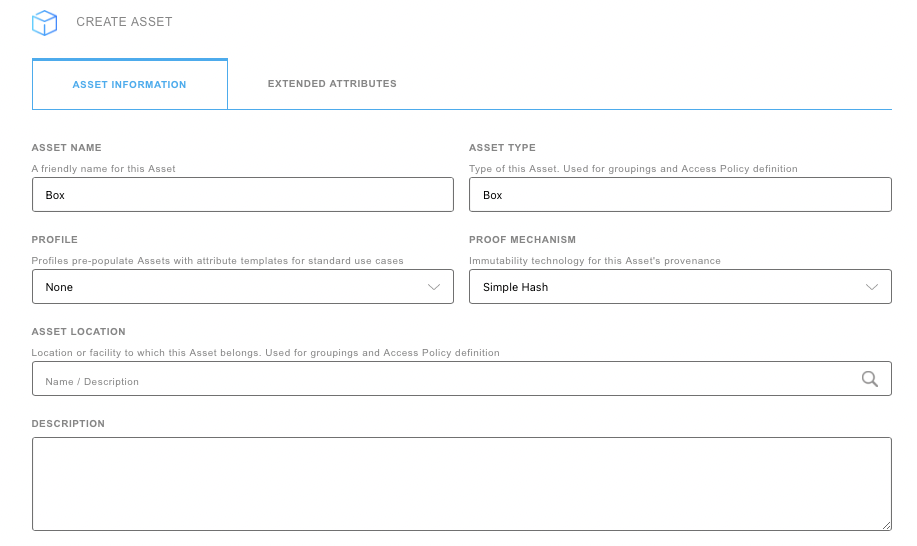 CREATE ASSET
ASSET INFORMATION
EXTENDED ATTRIBUTES
ASSET NAME
A friendly name for this Asset
Box
ASSET TYPE
Type of this Asset. Used for groupings and Access Policy definition
Box
PROFILE
Profiles pre-populate Assets with attribute templates for standard use cases
None
PROOF MECHANISM
Immutability technology for this Asset's provenance
Simple Hash
ASSET LOCATION
Location or facility to which this Asset belongs. Used for groupings and Access Policy definition
Name / Description
DESCRIPTION